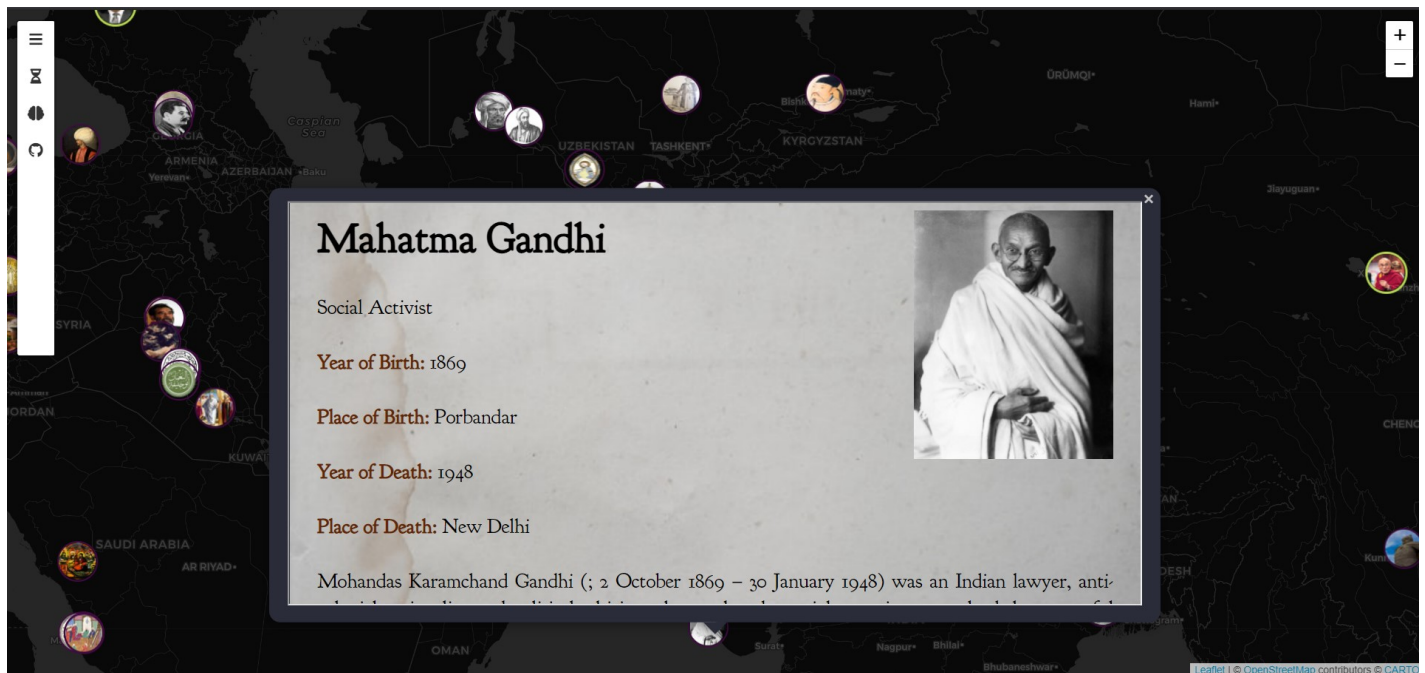 +
−
ÜRÜMQI
Hami
Caspian
Sea
UZBEKISTAN
TASHKENT
KYRGYZSTAN
ARMENIA
Yerevan
AZERBAIJAN
Baku
Jiayuguan
×
Mahatma Gandhi
Social Activist
Year of Birth: 1869
Place of Birth: Porbandar
Year of Death: 1948
Place of Death: New Delhi
Mohandas Karamchand Gandhi (; 2 October 1869 – 30 January 1948) was an Indian lawyer, anti-
SYRIA
JORDAN
KUWAIT
CHENG
SAUDI ARABIA
AR RIYAD
OMAN
Surat
Nagpur
Bhilai
Bhubaneshwar
Leaflet | © OpenStreetMap contributors © CARTO